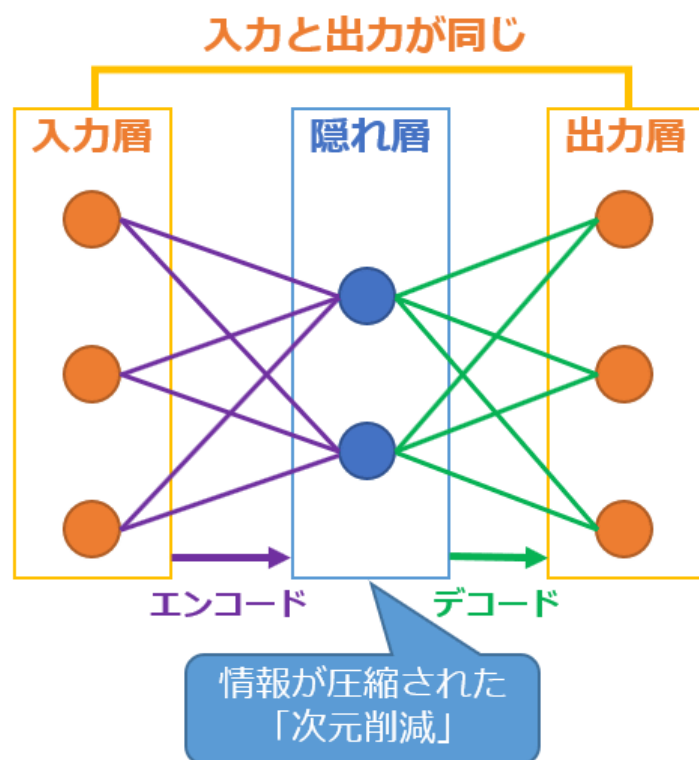 入力と出力が同じ
入力層
隠れ層
出力層
エンコード
デコード
情報が圧縮された
「次元削減」